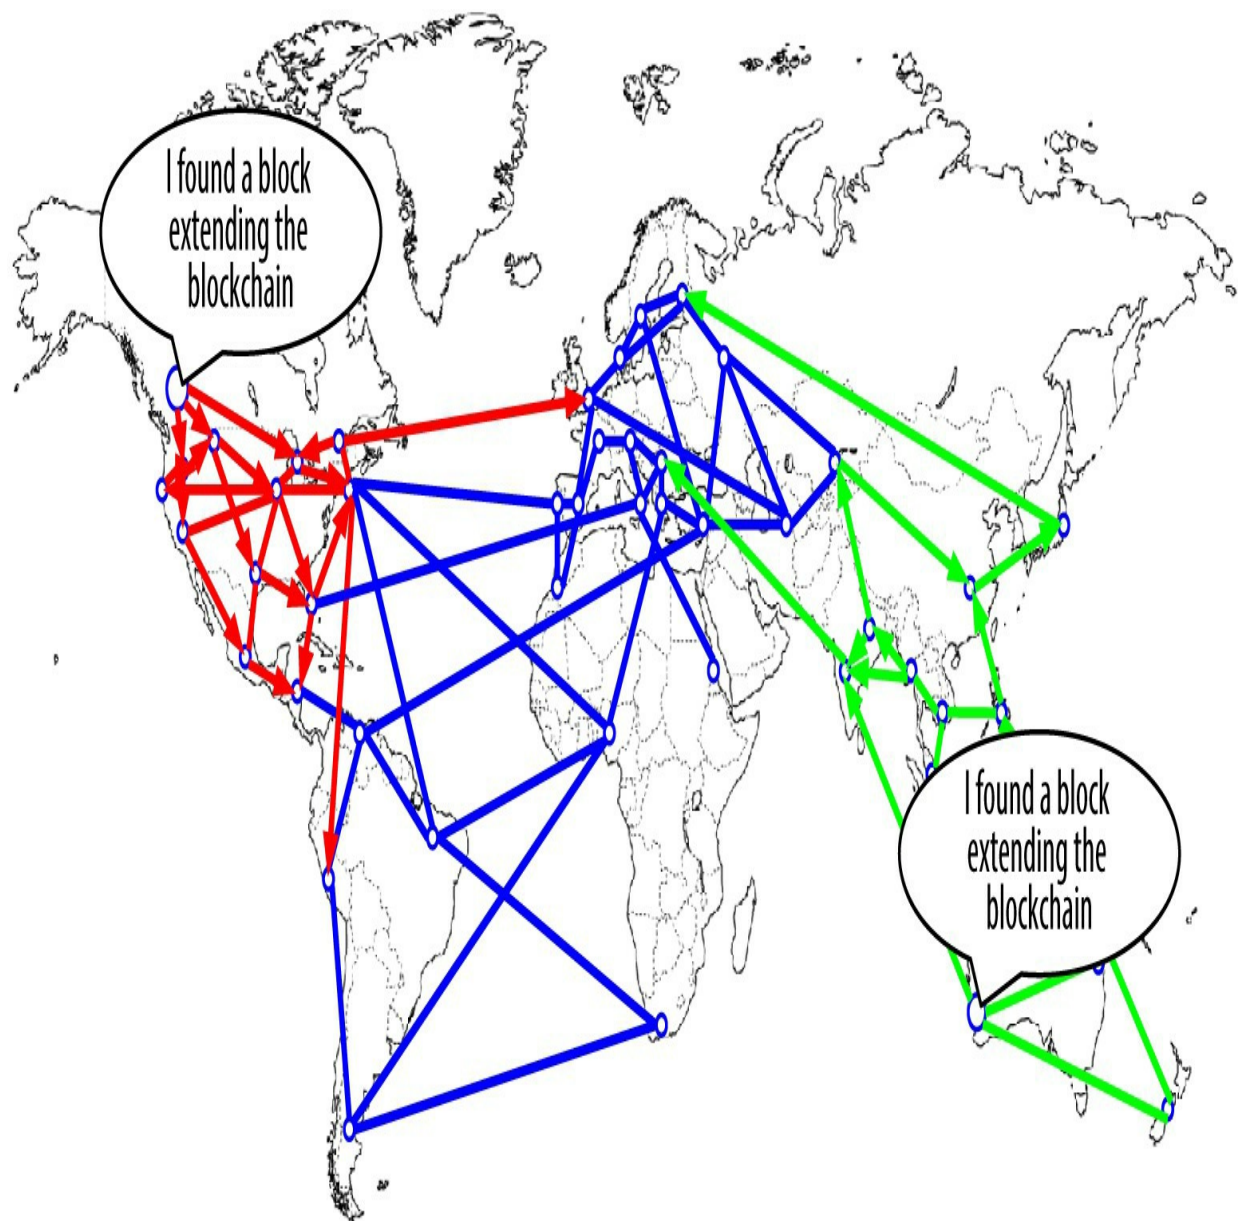 I found a block
extending the
blockchain
I found a block
extending the
blockchain